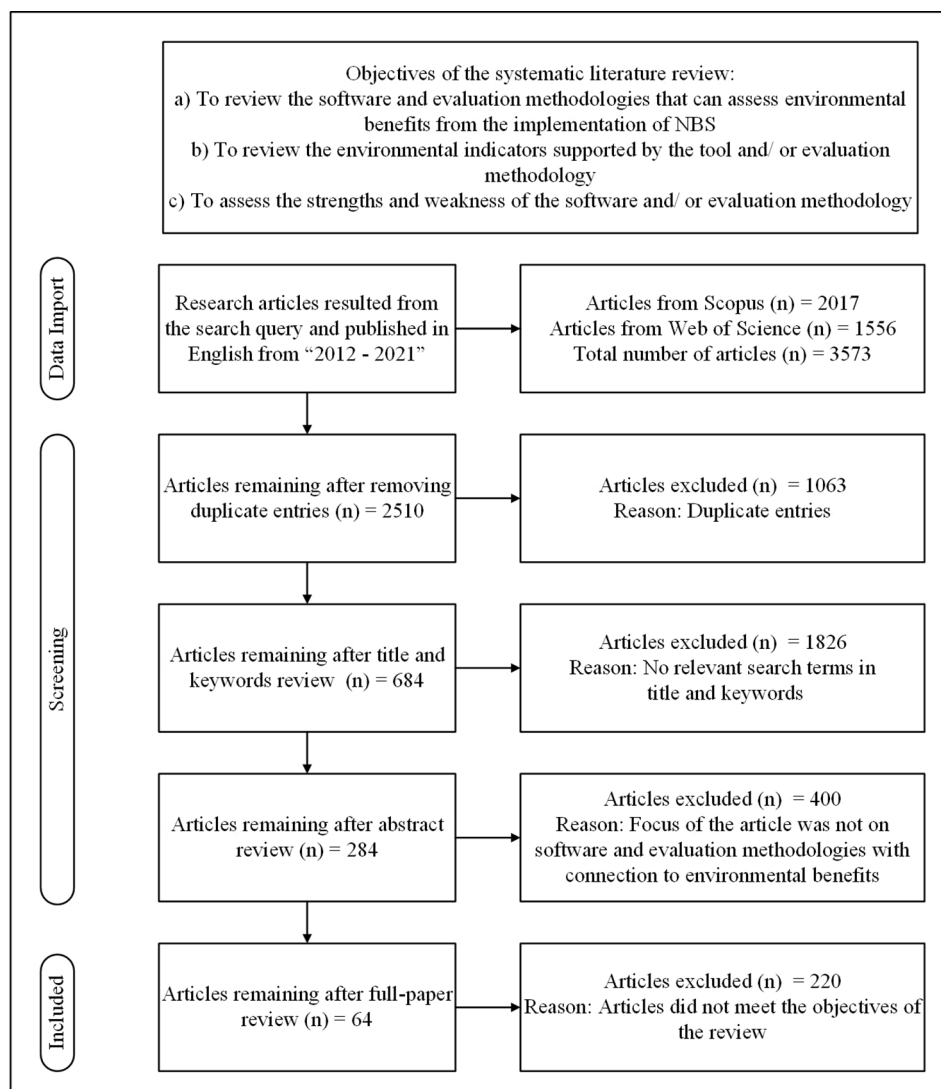 Objectives of the systematic literature review:
a) To review the software and evaluation methodologies that can assess environmental
benefits from the implementation of NBS
b) To review the environmental indicators supported by the tool and/ or evaluation
methodology
c) To assess the strengths and weakness of the software and/ or evaluation methodology
Data Import
Research articles resulted from
the search query and published in
English from “2012 - 2021”
Articles from Scopus (n) = 2017
Articles from Web of Science (n) = 1556
Total number of articles (n) = 3573
Screening
Articles remaining after removing
duplicate entries (n) = 2510
Articles excluded (n) = 1063
Reason: Duplicate entries
Articles remaining after title and
keywords review (n) = 684
Articles excluded (n) = 1826
Reason: No relevant search terms in
title and keywords
Articles remaining after abstract
review (n) = 284
Articles excluded (n) = 400
Reason: Focus of the article was not on
software and evaluation methodologies with
connection to environmental benefits
Included
Articles remaining after full-paper
review (n) = 64
Articles excluded (n) = 220
Reason: Articles did not meet the objectives of
the review